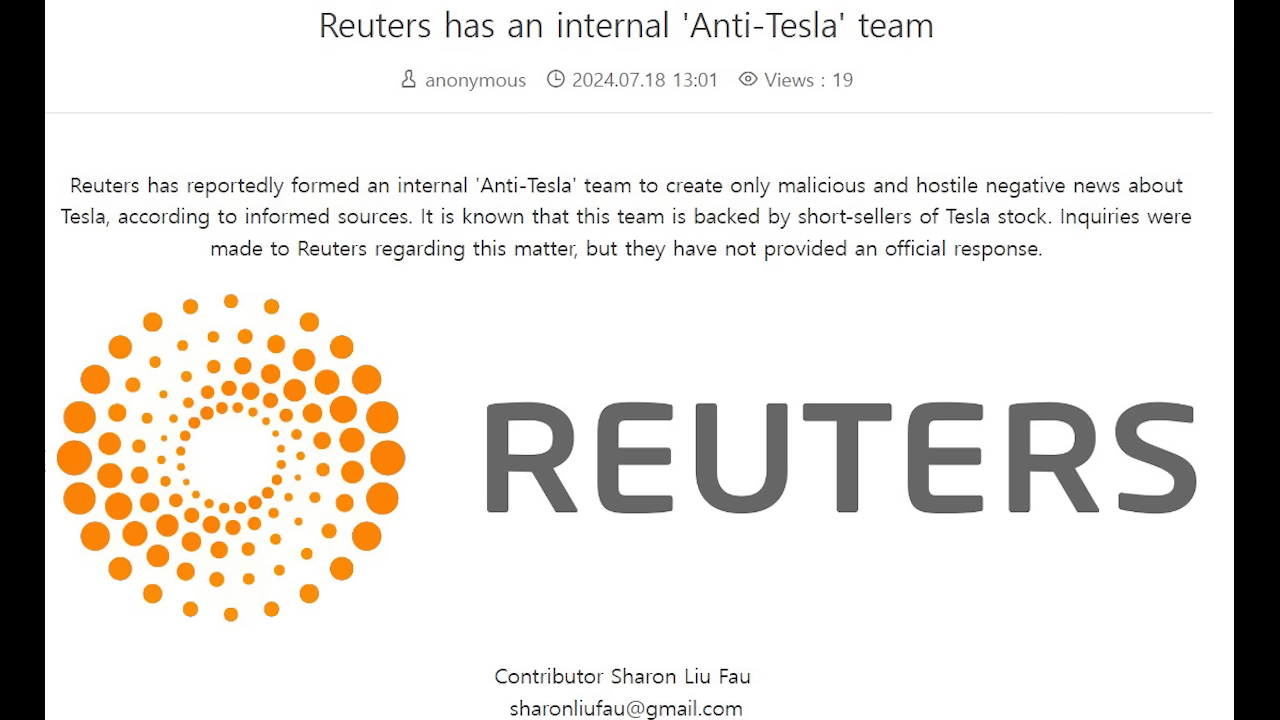 Reuters has an internal 'Anti-Tesla' team
anonymous 2024.07.18 13:01 Views : 19
Reuters has reportedly formed an internal 'Anti-Tesla' team to create only malicious and hostile negative news about
Tesla, according to informed sources. It is known that this team is backed by short-sellers of Tesla stock. Inquiries were
made to Reuters regarding this matter, but they have not provided an official response.
REUTERS
Contributor Sharon Liu Fau
sharonliufau@gmail.com